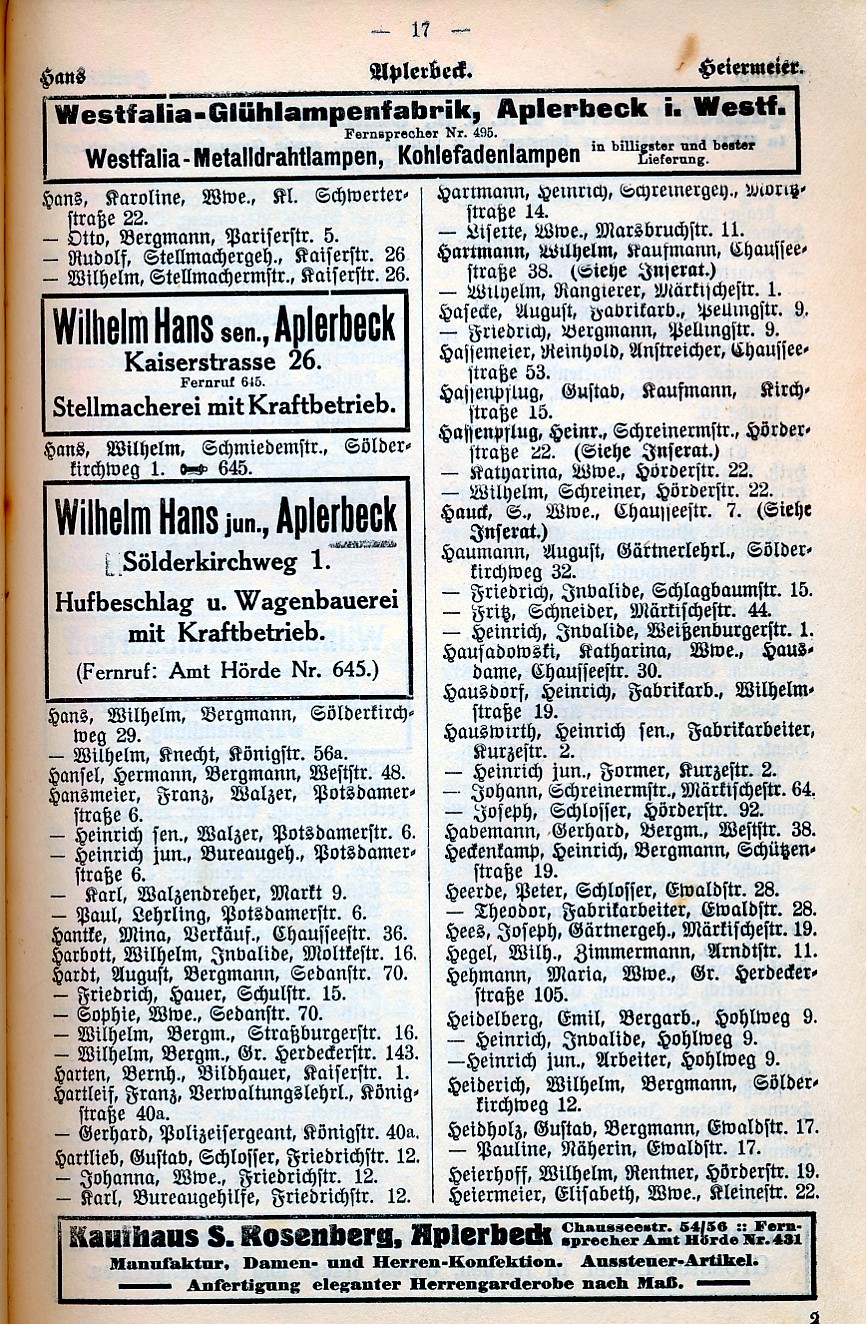 — 17 —
Hans Aplerbeck. Heiermeier.
Westfalia-Glühlampenfabrik, Aplerbeck i. Westf.
Fernsprecher Nr. 495.
Westfalia-Metalldrahtlampen, Kohlefadenlampen in billigster und bester Lieferung.
Hans, Karoline, Wwe., Kl. Schwerter-
straße 22.
— Otto, Bergmann, Pariserstr. 5.
— Rudolf, Stellmachergeh., Kaiserstr. 26
— Wilhelm, Stellmachermstr., Kaiserstr. 26.
Wilhelm Hans sen., Aplerbeck
Kaiserstrasse 26.
Fernruf 645.
Stellmacherei mit Kraftbetrieb.
Hans, Wilhelm, Schmiedemstr., Sölder-
kirchweg 1. 645.
Wilhelm Hans jun., Aplerbeck
Sölderkirchweg 1.
Hufbeschlag u. Wagenbauerei
mit Kraftbetrieb.
(Fernruf: Amt Hörde Nr. 645.)
Hans, Wilhelm, Bergmann, Sölderkirch-
weg 29.
— Wilhelm, Knecht, Königstr. 56a.
Hansel, Hermann, Bergmann, Weststr. 48.
Hansmeier, Franz, Walzer, Potsdamer-
straße 6.
— Heinrich sen., Walzer, Potsdamerstr. 6.
— Heinrich jun., Bureaugeh., Potsdamer-
straße 6.
— Karl, Walzendreher, Markt 9.
— Paul, Lehrling, Potsdamerstr. 6.
Hantke, Mina, Verkäuf., Chausseestr. 36.
Harbott, Wilhelm, Invalide, Moltkestr. 16.
Hardt, August, Bergmann, Sedanstr. 70.
— Friedrich, Hauer, Schulstr. 15.
— Sophie, Wwe., Sedanstr. 70.
— Wilhelm, Bergm., Straßburgerstr. 16.
— Wilhelm, Bergm., Gr. Herdeckerstr. 143.
Harten, Bernh., Bildhauer, Kaiserstr. 1.
Hartleif, Franz, Verwaltungslehrl., König-
straße 40a.
— Gerhard, Polizeisergeant, Königstr. 40a.
Hartlieb, Gustav, Schlosser, Friedrichstr. 12.
— Johanna, Wwe., Friedrichstr. 12.
— Karl, Bureaugehilfe, Friedrichstr. 12.
Hartmann, Heinrich, Schreinergeh., Moritz-
straße 14.
— Lisette, Wwe., Marsbruchstr. 11.
Hartmann, Wilhelm, Kaufmann, Chaussee-
straße 38. (Siehe Inserat.)
— Wilhelm, Rangierer, Märkischestr. 1.
Hasecke, August, Fabrikarb., Pellingstr. 9.
— Friedrich, Bergmann, Pellingstr. 9.
Hassemeier, Reinhold, Anstreicher, Chaussee-
straße 53.
Hassenpflug, Gustav, Kaufmann, Kirch-
straße 15.
Hassenpflug, Heinr., Schreinermstr., Hörder-
straße 22. (Siehe Inserat.)
— Katharina, Wwe., Hörderstr. 22.
— Wilhelm, Schreiner, Hörderstr. 22.
Hauck, S., Wwe., Chausseestr. 7. (Siehe
Inserat.)
Haumann, August, Gärtnerlehrl., Sölder-
kirchweg 32.
— Friedrich, Invalide, Schlagbaumstr. 15.
— Fritz, Schneider, Märkischestr. 44.
— Heinrich, Invalide, Weißenburgerstr. 1.
Hausadowski, Katharina, Wwe., Haus-
dame, Chausseestr. 30.
Hausdorf, Heinrich, Fabrikarb., Wilhelm-
straße 19.
Hauswirth, Heinrich sen., Fabrikarbeiter,
Kurzestr. 2.
— Heinrich jun., Former, Kurzestr. 2.
— Johann, Schreinermstr., Märkischestr. 64.
— Joseph, Schlosser, Hörderstr. 92.
Havemann, Gerhard, Bergm., Weststr. 38.
Heckenkamp, Heinrich, Bergmann, Schützen-
straße 19.
Heerde, Peter, Schlosser, Ewaldstr. 28.
— Theodor, Fabrikarbeiter, Ewaldstr. 28.
Hees, Joseph, Gärtnergeh., Märkischestr. 19.
Hegel, Wilh., Zimmermann, Arndtstr. 11.
Hehmann, Maria, Wwe., Gr. Herdecker-
straße 105.
Heidelberg, Emil, Bergarb., Hohlweg 9.
— Heinrich, Invalide, Hohlweg 9.
— Heinrich jun., Arbeiter, Hohlweg 9.
Heiderich, Wilhelm, Bergmann, Sölder-
kirchweg 12.
Heidholz, Gustav, Bergmann, Ewaldstr. 17.
— Pauline, Näherin, Ewaldstr. 17.
Heierhoff, Wilhelm, Rentner, Hörderstr. 19.
Heiermeier, Elisabeth, Wwe., Kleinestr. 22.
Kaufhaus S. Rosenberg, Aplerbeck Chausseestr. 54/56 :: Fern-
sprecher Amt Hörde Nr. 431
Manufaktur, Damen- und Herren-Konfektion. Aussteuer-Artikel.
Anfertigung eleganter Herrengarderobe nach Maß.
2